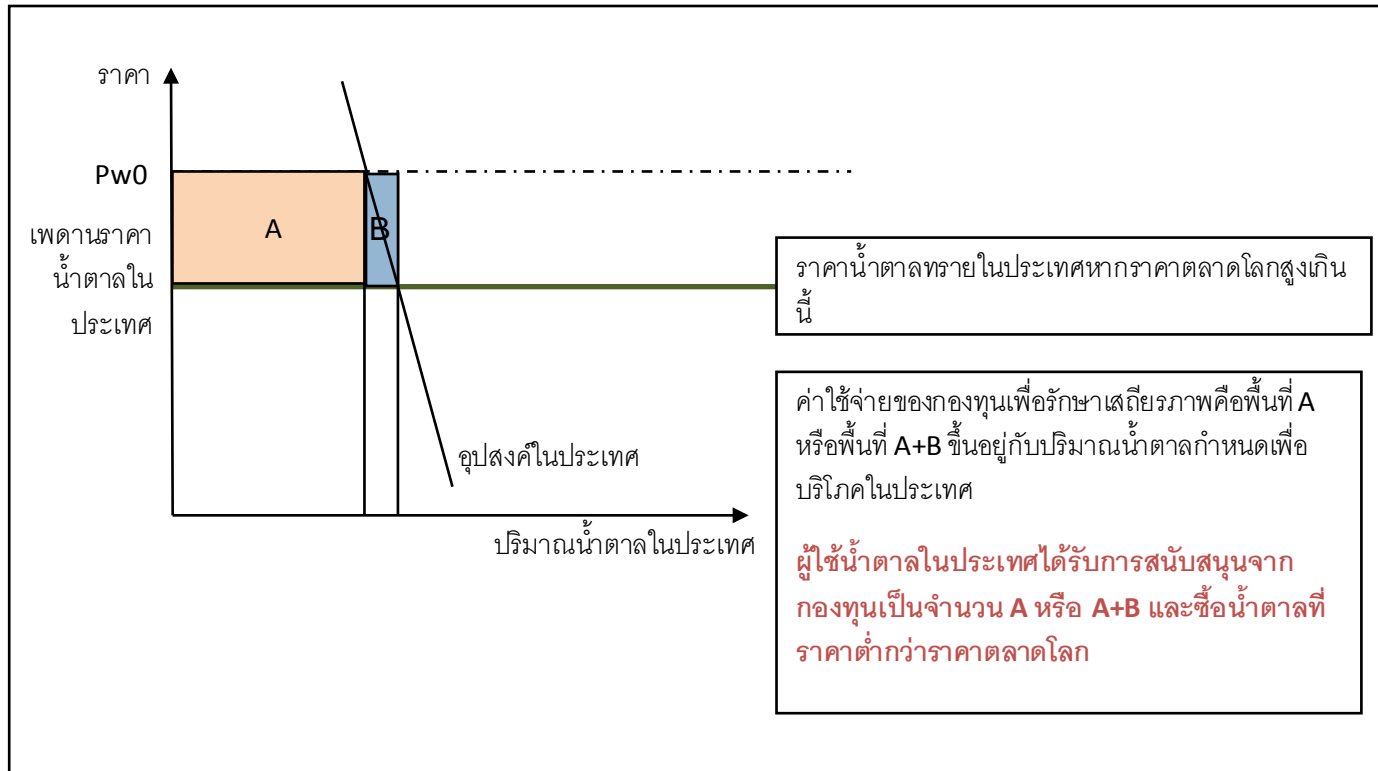 ราคา
Pw0
เพดานราคา
น้ำตาลใน
ประเทศ
A
B
ราคาน้ำตาลทรายในประเทศหากราคาตลาดโลกสูงเกิน
นี้
อุปสงค์ในประเทศ
ปริมาณน้ำตาลในประเทศ
ค่าใช้จ่ายของกองทุนเพื่อรักษาเสถียรภาพคือพื้นที่ A
หรือพื้นที่ A+B ขึ้นอยู่กับปริมาณน้ำตาลกำหนดเพื่อ
บริโภคในประเทศ
ผู้ใช้น้ำตาลในประเทศได้รับการสนับสนุนจาก
กองทุนเป็นจำนวน A หรือ A+B และซื้อน้ำตาลที่
ราคาต่ำกว่าราคาตลาดโลก